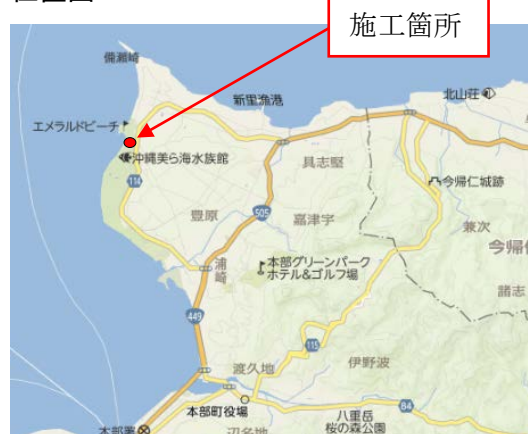 施工箇所
備瀬崎
新里漁港
北山荘
エメラルドビーチ
沖縄美ら海水族館
具志堅
今帰仁城跡
114
豊原
505
嘉津宇
兼次
今帰仁
浦崎
本部グリーンパーク
ホテル&ゴルフ場
諸志
449
115
渡久地
伊野波
本部町役場
84
八重岳
桜の森公園